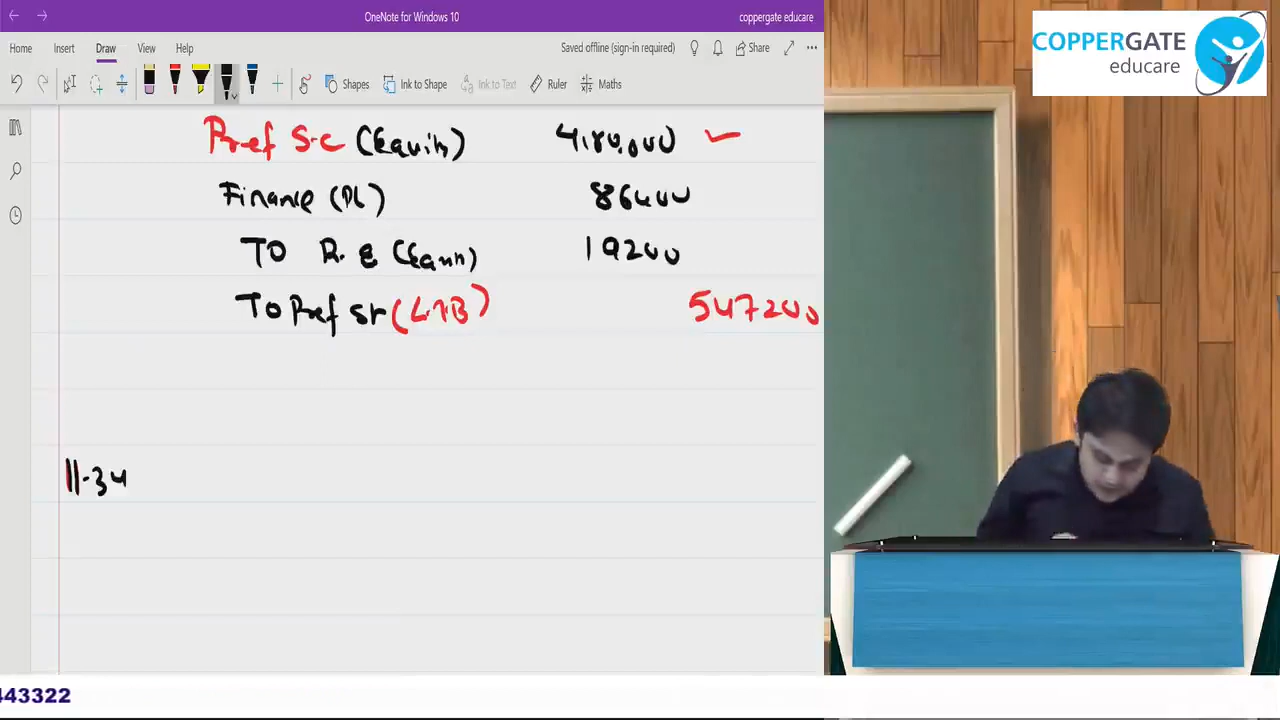 OneNote for Windows 10
coppergate educare
Home Insert Draw View Help
Saved offline (sign-in required)
Share
Shapes
Ink to Shape
Ink to Text
Ruler
Maths
COPPERGATE
educare
Pref S.C (Equity) 4,80,000
Finance (PL) 86400
TO R.E (Equity) 19200
To Pref Sr (LTB) 547200
11.34
443322